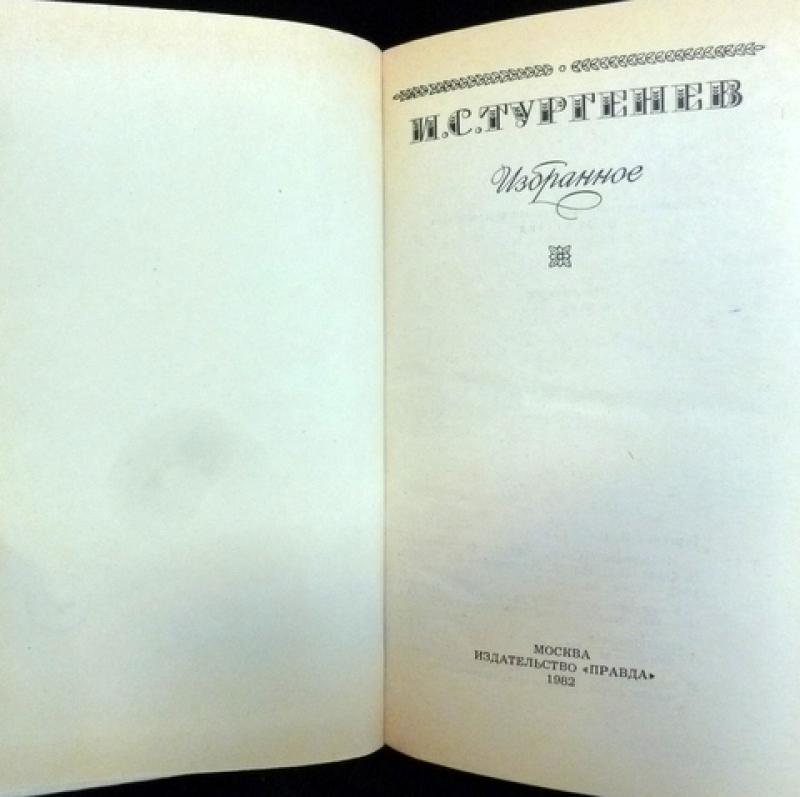 И.С.ТУРГЕНЕВ
Избранное
МОСКВА
ИЗДАТЕЛЬСТВО «ПРАВДА»
1982